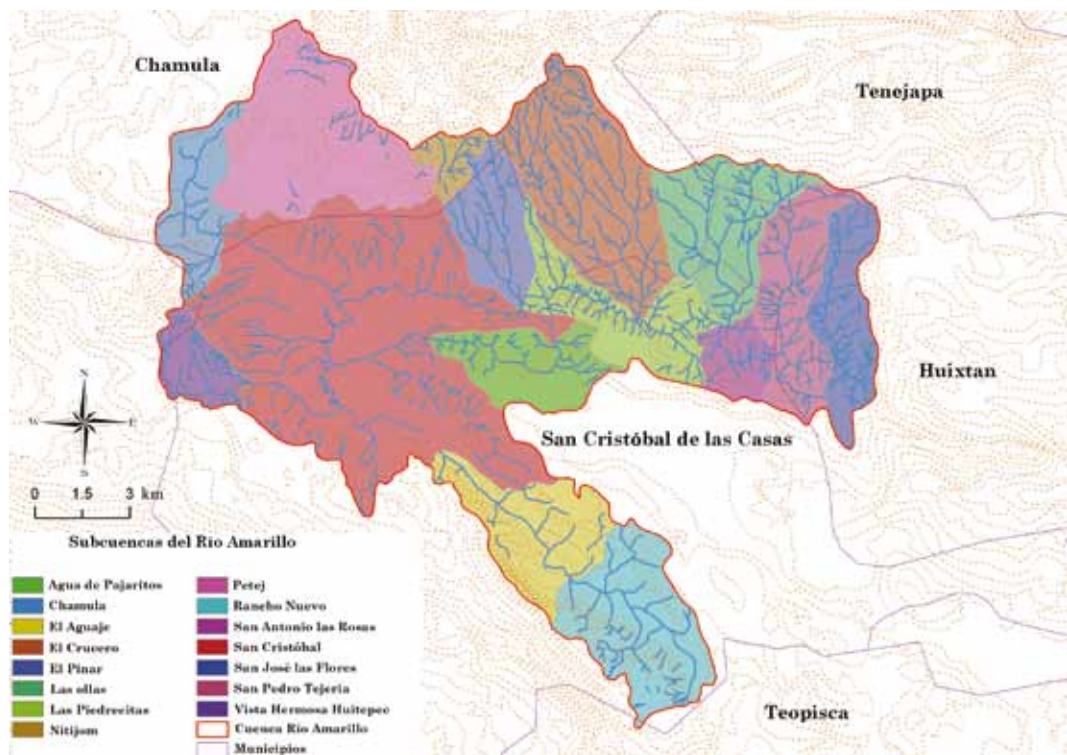 Chamula
Tenejapa
Huixtan
San Cristóbal de las Casas
Teopisca
N
W E
S
0 1.5 3 km
Subcuencas del Río Amarillo
Agua de Pajaritos
Chamula
El Aguaje
El Crucero
El Pinar
Las ollas
Las Piedrecitas
Nitijom
Petej
Rancho Nuevo
San Antonio las Rosas
San Cristóbal
San José las Flores
San Pedro Tejeria
Vista Hermosa Huitepec
Cuenca Río Amarillo
Municipios